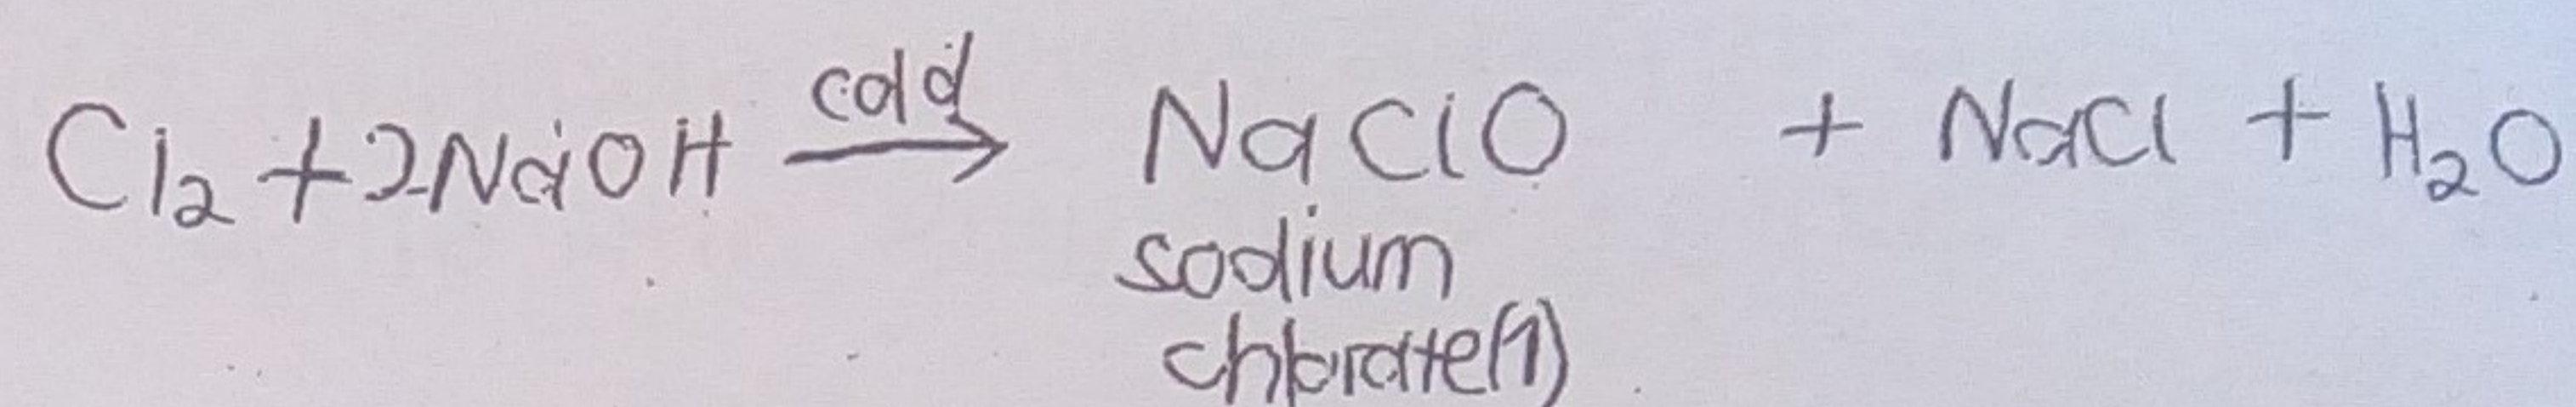 Cl₂ + 2NaOH cold → NaClO + NaCl + H₂O
sodium
chlorate(1)